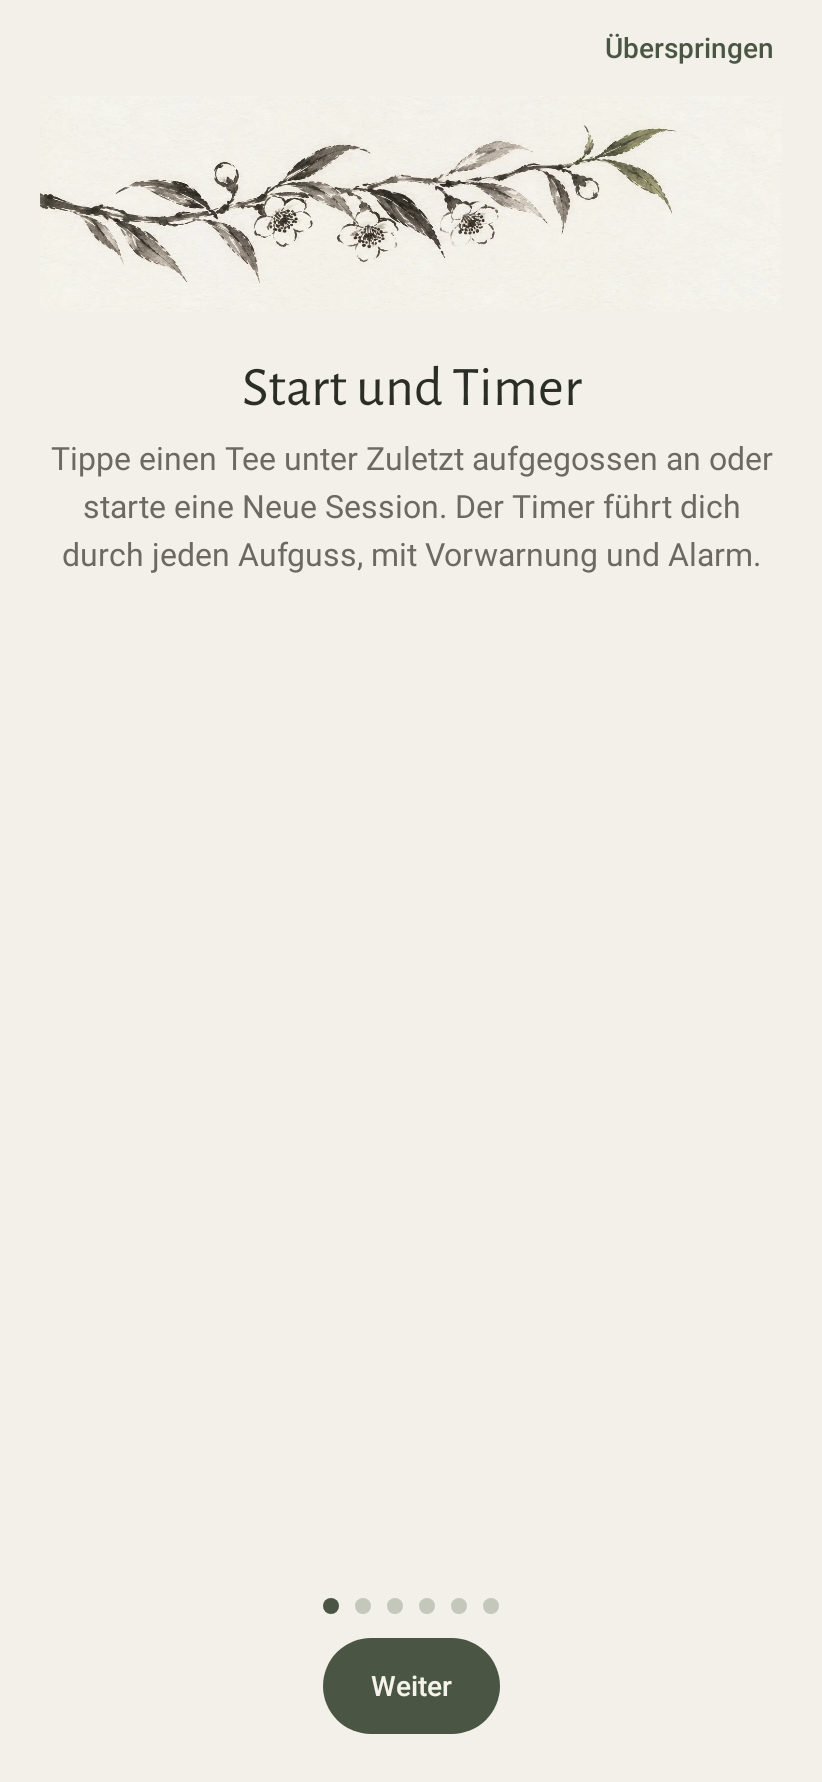 Überspringen
Start und Timer
Tippe einen Tee unter Zuletzt aufgegossen an oder
starte eine Neue Session. Der Timer führt dich
durch jeden Aufguss, mit Vorwarnung und Alarm.
Weiter